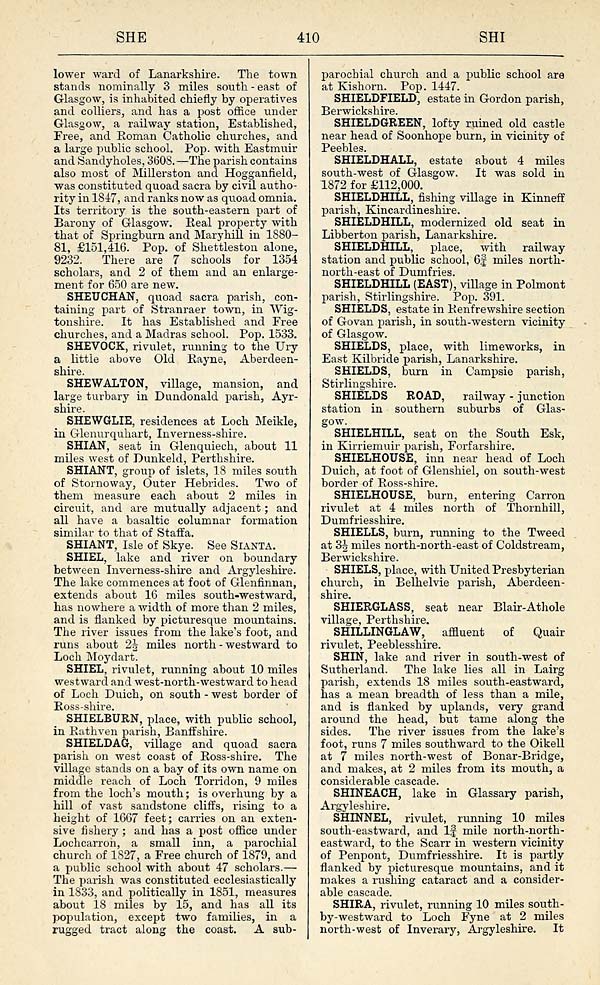 SHE 410 SHI
lower ward of Lanarkshire. The town
stands nominally 3 miles south-east of
Glasgow, is inhabited chiefly by operatives
and colliers, and has a post office under
Glasgow, a railway station, Established,
Free, and Roman Catholic churches, and
a large public school. Pop. with Eastmuir
and Sandyholes, 3608.—The parish contains
also most of Millerston and Hogganfield,
was constituted quoad sacra by civil autho-
rity in 1847, and ranks now as quoad omnia.
Its territory is the south-eastern part of
Barony of Glasgow. Real property with
that of Springburn and Maryhill in 1880–
81, £151,416. Pop. of Shettleston alone,
9232. There are 7 schools for 1354
scholars, and 2 of them and an enlarge-
ment for 650 are new.
SHEUCHAN, quoad sacra parish, con-
taining part of Stranraer town, in Wig-
tonshire. It has Established and Free
churches, and a Madras school. Pop. 1533.
SHEVOCK, rivulet, running to the Ury
a little above Old Rayne, Aberdeen-
shire.
SHEWALTON, village, mansion, and
large turbary in Dundonald parish, Ayr-
shire.
SHEWGLIE, residences at Loch Meikle,
in Glenurquhart, Inverness-shire.
SHIAN, seat in Glenquiech, about 11
miles west of Dunkeld, Perthshire.
SHIANT, group of islets, 18 miles south
of Stornoway, Outer Hebrides. Two of
them measure each about 2 miles in
circuit, and are mutually adjacent; and
all have a basaltic columnar formation
similar to that of Staffa.
SHIANT, Isle of Skye. See SIANTA.
SHIEL, lake and river on boundary
between Inverness-shire and Argyleshire.
The lake commences at foot of Glenfinnan,
extends about 16 miles south-westward,
has nowhere a width of more than 2 miles,
and is flanked by picturesque mountains.
The river issues from the lake's foot, and
runs about 2½ miles north-westward to
Loch Moydart.
SHIEL, rivulet, running about 10 miles
westward and west-north-westward to head
of Loch Duich, on south-west border of
Ross-shire.
SHIELBURN, place, with public school,
in Rathven parish, Banffshire.
SHIELDAG, village and quoad sacra
parish on west coast of Ross-shire. The
village stands on a bay of its own name on
middle reach of Loch Torridon, 9 miles
from the loch's mouth; is overhung by a
hill of vast sandstone cliffs, rising to a
height of 1667 feet; carries on an exten-
sive fishery; and has a post office under
Lochcarron, a small inn, a parochial
church of 1827, a Free church of 1879, and
a public school with about 47 scholars.—
The parish was constituted ecclesiastically
in 1833, and politically in 1851, measures
about 18 miles by 15, and has all its
population, except two families, in a
rugged tract along the coast. A sub-
parochial church and a public school are
at Kishorn. Pop. 1447.
SHIELDFIELD, estate in Gordon parish,
Berwickshire.
SHIELDGREEN, lofty ruined old castle
near head of Soonhope burn, in vicinity of
Peebles.
SHIELDHALL, estate about 4 miles
south-west of Glasgow. It was sold in
1872 for £112,000.
SHIELDHILL, fishing village in Kinneff
parish, Kincardineshire.
SHIELDHILL, modernized old seat in
Libberton parish, Lanarkshire.
SHIELDHILL, place, with railway
station and public school, 6¾ miles north-
north-east of Dumfries.
SHIELDHILL (EAST), village in Polmont
parish, Stirlingshire. Pop. 391.
SHIELDS, estate in Renfrewshire section
of Govan parish, in south-western vicinity
of Glasgow.
SHIELDS, place, with limeworks, in
East Kilbride parish, Lanarkshire.
SHIELDS, burn in Campsie parish,
Stirlingshire.
SHIELDS ROAD, railway-junction
station in southern suburbs of Glas-
gow.
SHIELHILL, seat on the South Esk,
in Kirriemuir parish, Forfarshire.
SHIELHOUSE, inn near head of Loch
Duich, at foot of Glenshiel, on south-west
border of Ross-shire.
SHIELHOUSE, burn, entering Carron
rivulet at 4 miles north of Thornhill,
Dumfriesshire.
SHIELLS, burn, running to the Tweed
at 3½ miles north-north-east of Coldstream,
Berwickshire.
SHIELS, place, with United Presbyterian
church, in Belhelvie parish, Aberdeen-
shire.
SHIERGLASS, seat near Blair-Athole
village, Perthshire.
SHILLINGLAW, affluent of Quair
rivulet, Peeblesshire.
SHIN, lake and river in south-west of
Sutherland. The lake lies all in Lairg
parish, extends 18 miles south-eastward,
has a mean breadth of less than a mile,
and is flanked by uplands, very grand
around the head, but tame along the
sides. The river issues from the lake's
foot, runs 7 miles southward to the Oikell
at 7 miles north-west of Bonar-Bridge,
and makes, at 2 miles from its mouth, a
considerable cascade.
SHINEACH, lake in Glassary parish,
Argyleshire.
SHINNEL, rivulet, running 10 miles
south-eastward, and 1¾ mile north-north-
eastward, to the Scarr in western vicinity
of Penpont, Dumfriesshire. It is partly
flanked by picturesque mountains, and it
makes a rushing cataract and a consider-
able cascade.
SHIRA, rivulet, running 10 miles south-
by-westward to Loch Fyne at 2 miles
north-west of Inverary, Argyleshire. It